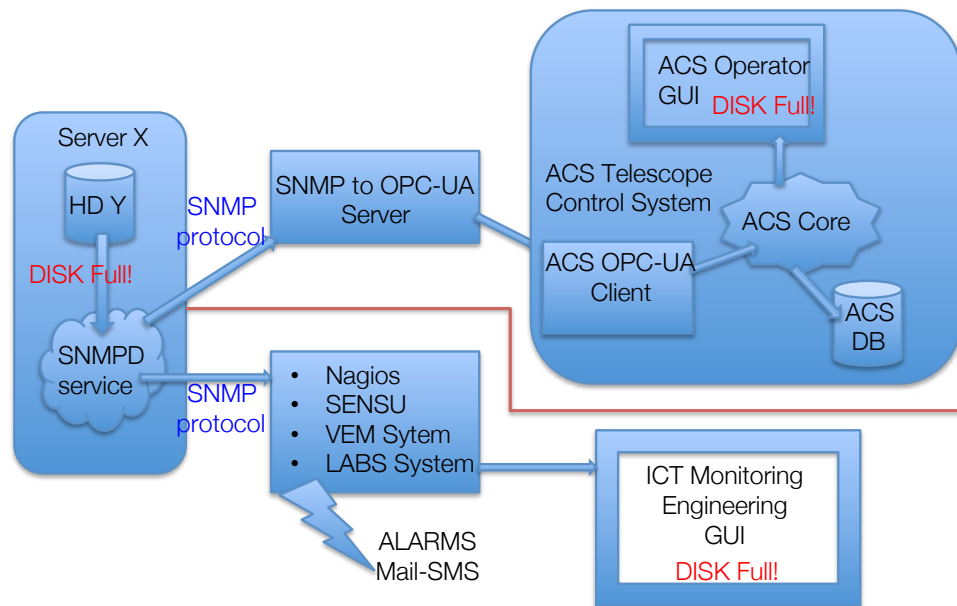 Server X
HD Y
DISK Full!
SNMPD
service
SNMP
protocol
SNMP to OPC-UA
Server
ACS Operator
GUI
DISK Full!
ACS Telescope
Control System
ACS Core
ACS OPC-UA
Client
ACS
DB
SNMP
protocol
• Nagios
• SENSU
• VEM Sytem
• LABS System
ALARMS
Mail-SMS
ICT Monitoring
Engineering
GUI
DISK Full!